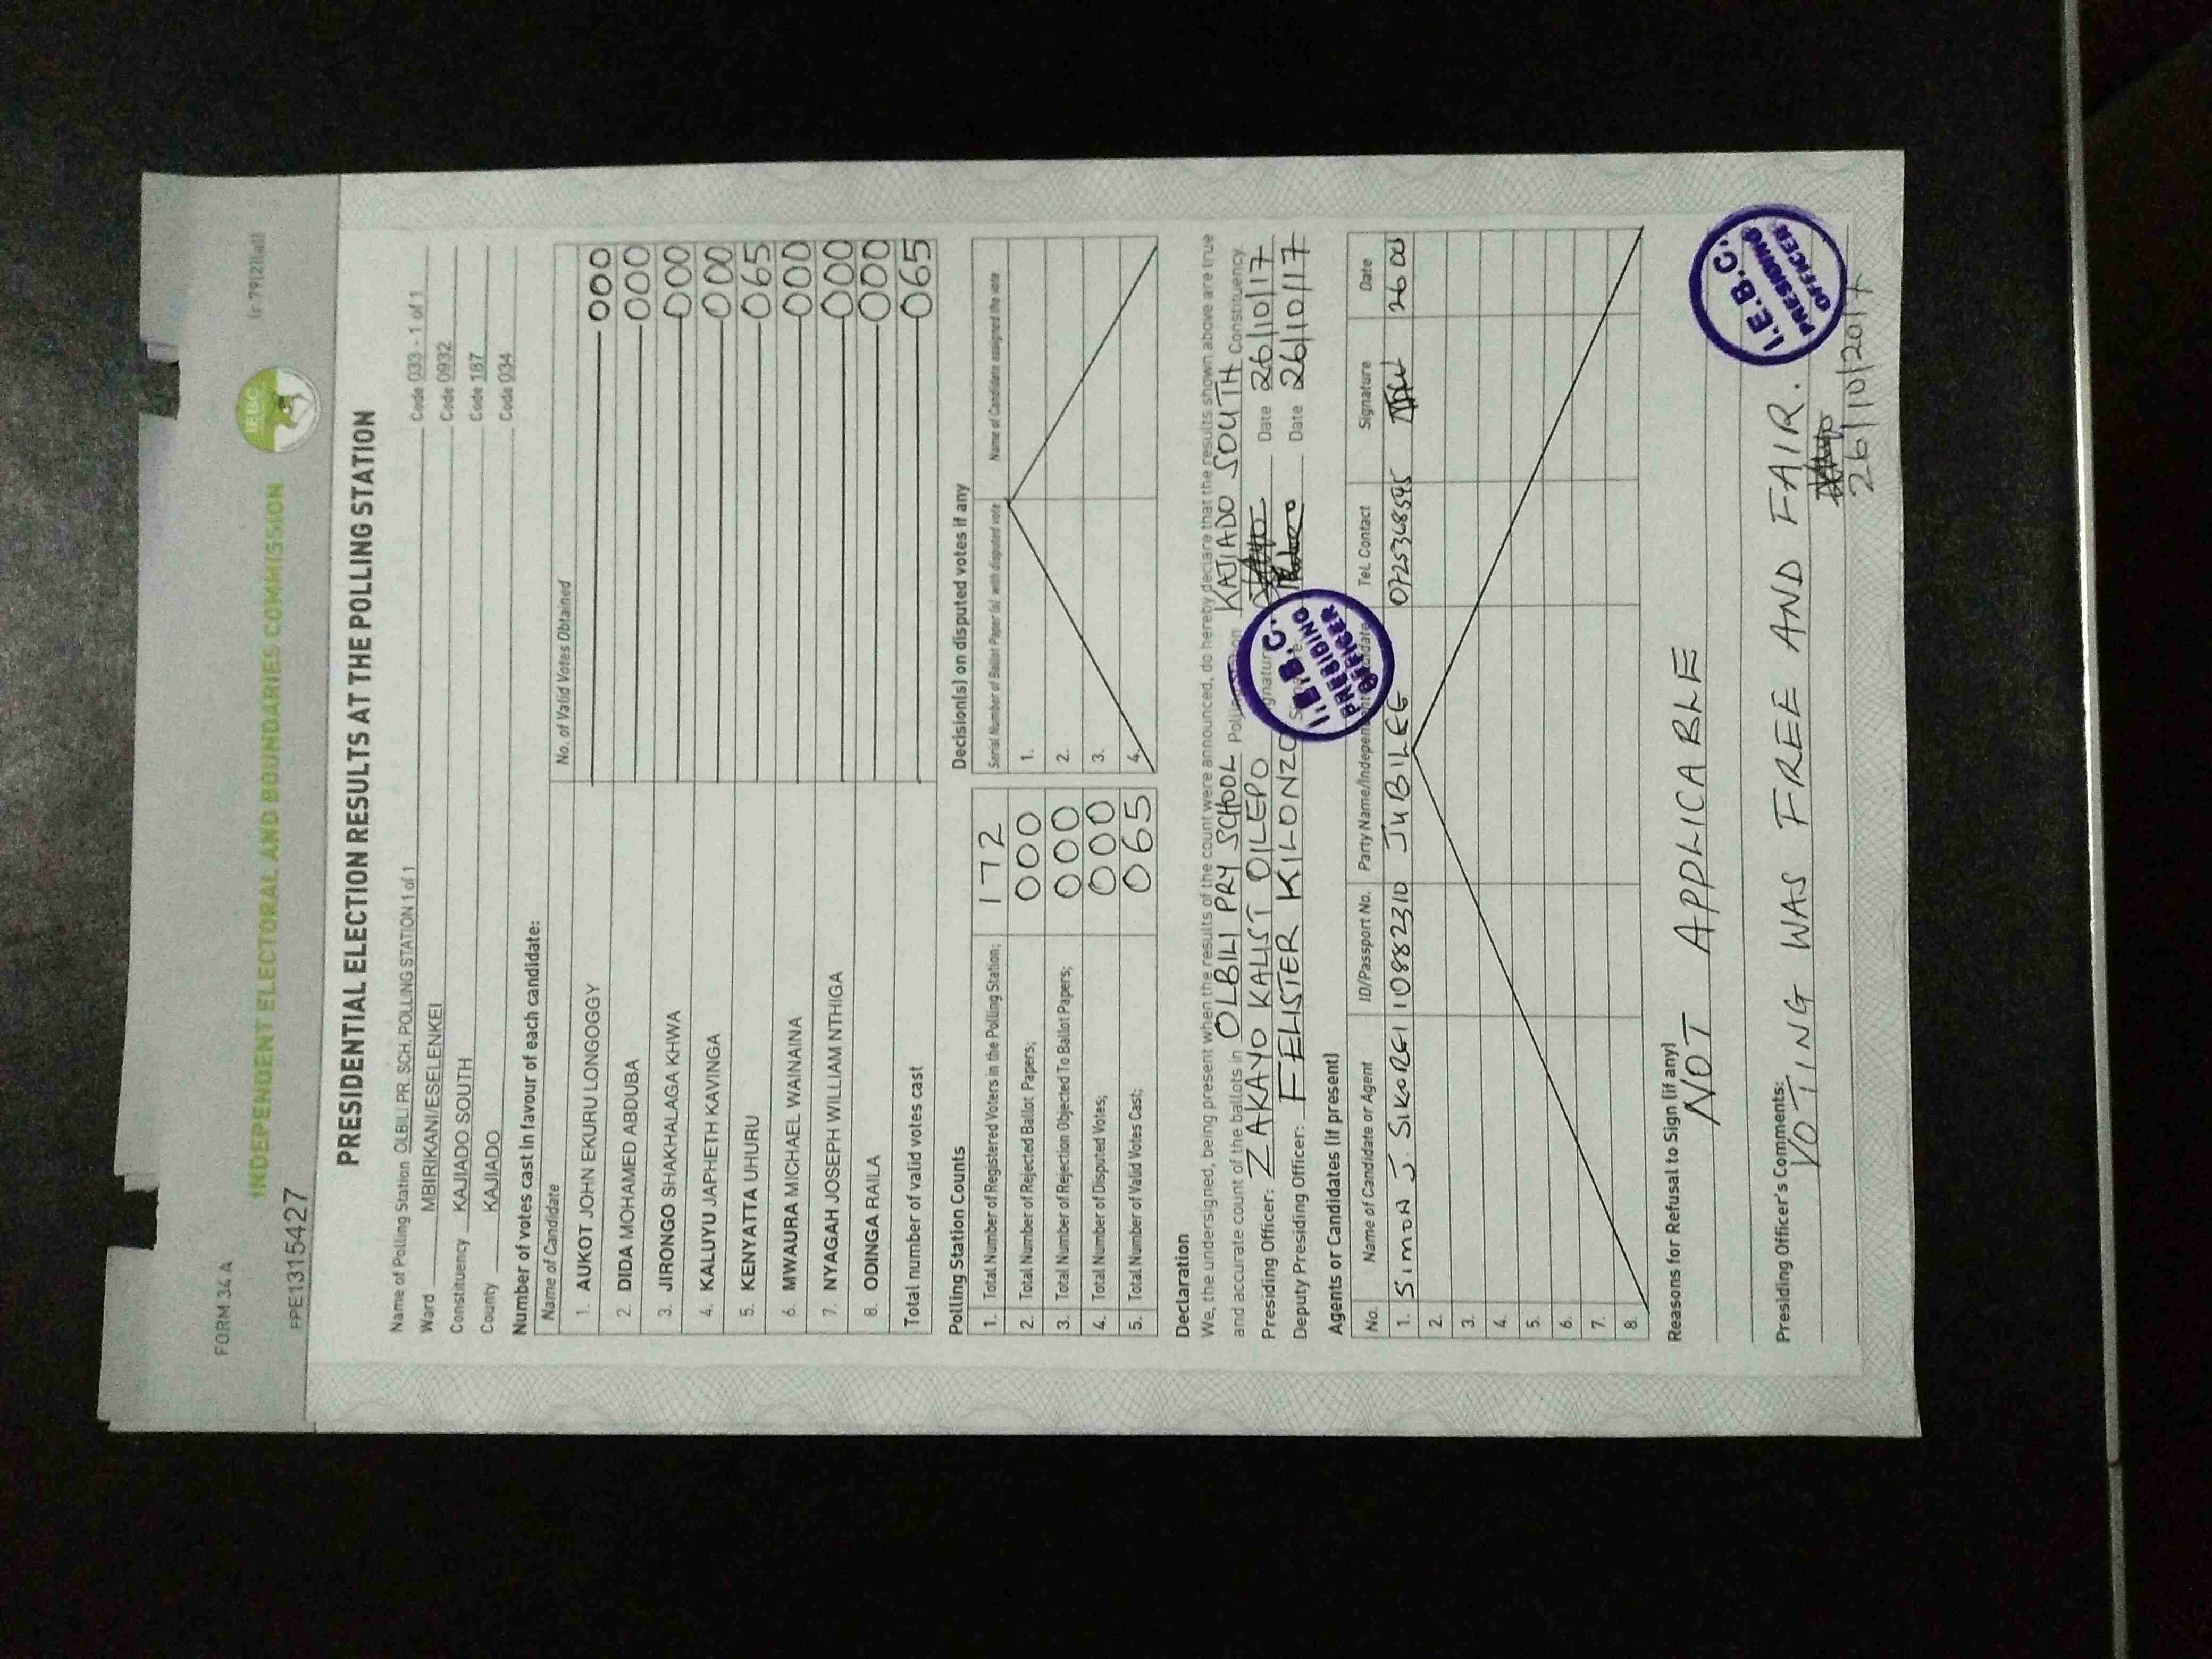 FORM 34 A
(r 79(2)(a))
IEBC
INDEPENDENT ELECTORAL AND BOUNDARIES COMMISSION
FPE13115427
PRESIDENTIAL ELECTION RESULTS AT THE POLLING STATION
Name of Polling Station OLBLI PR. SCH. POLLING STATION 1 of 1 Code 033 - 1 of 1
Ward MBIRIKANI/ESELENKEI Code 0932
Constituency KAJIADO SOUTH Code 187
County KAJIADO Code 034
Number of votes cast in favour of each candidate:
Name of Candidate No. of Valid Votes Obtained
1. AUKOT JOHN EKURU LONGOGGY 000
2. DIDA MOHAMED ABDUBA 000
3. JIRONGO SHAKHALAGA KHWA 000
4. KALUYU JAPHETH KAVINGA 000
5. KENYATTA UHURU 065
6. MWAURA MICHAEL WAINAINA 000
7. NYAGAH JOSEPH WILLIAM NTHIGA 000
8. ODINGA RAILA 000
Total number of valid votes cast 065
Polling Station Counts
1. Total Number of Registered Voters in the Polling Station; 172
2. Total Number of Rejected Ballot Papers; 000
3. Total Number of Rejection Objected To Ballot Papers; 000
4. Total Number of Disputed Votes; 000
5. Total Number of Valid Votes Cast; 065
Decision(s) on disputed votes if any
Serial Number of Ballot Paper (s) with disputed vote Name of Candidate assigned the vote
1.
2.
3.
4.
Declaration
We, the undersigned, being present when the results of the count were announced, do hereby declare that the results shown above are true
and accurate count of the ballots in OLBILI PRY SCHOOL Polling KAJIADO SOUTH Constituency.
Presiding Officer: ZAKAYO KALIST OILEPO Date 26/10/17
Deputy Presiding Officer: FELISTER KILONZO Date 26/10/17
I.E.B.C. PRESIDING OFFICER
Agents or Candidates (if present)
No. Name of Candidate or Agent ID/Passport No. Party Name/Independent Candidate Tel. Contact Signature Date
1. SIMON J. SIKOREI 10882310 JUBILEE 0725368595
2.
3.
4.
5.
6.
7.
8.
Reasons for Refusal to Sign (if any)
NOT APPLICABLE
Presiding Officer's Comments:
VOTING WAS FREE AND FAIR.
26/10/2017
I.E.B.C. PRESIDING OFFICER